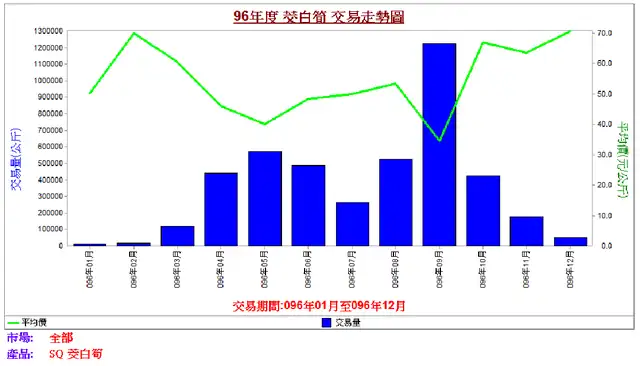 96年度 茭白筍 交易走勢圖
交易量(公斤)
1300000
1200000
1100000
1000000
900000
800000
700000
600000
500000
400000
300000
200000
100000
0
70.0
60.0
50.0
40.0
30.0
20.0
10.0
0.0
平均價(元/公斤)
096年01月
096年02月
096年03月
096年04月
096年05月
096年06月
096年07月
096年08月
096年09月
096年10月
096年11月
096年12月
交易期間:096年01月至096年12月
平均價
交易量
市場: 全部
產品: SQ 茭白筍